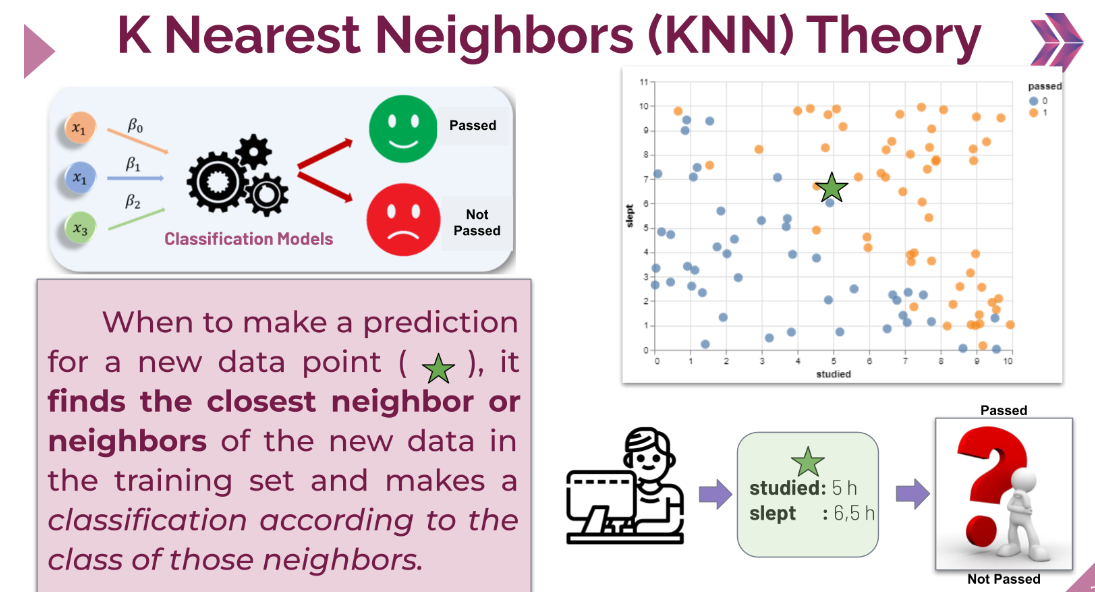 K Nearest Neighbors (KNN) Theory
x₁
β₀
x₁
β₁
x₃
β₂
Classification Models
Passed
Not
Passed
When to make a prediction
for a new data point ( ), it
finds the closest neighbor or
neighbors of the new data in
the training set and makes a
classification according to the
class of those neighbors.
passed
0
1
slept
11
10
9
8
7
6
5
4
3
2
1
0
0 1 2 3 4 5 6 7 8 9 10
studied
studied: 5 h
slept : 6,5 h
Passed
?
Not Passed